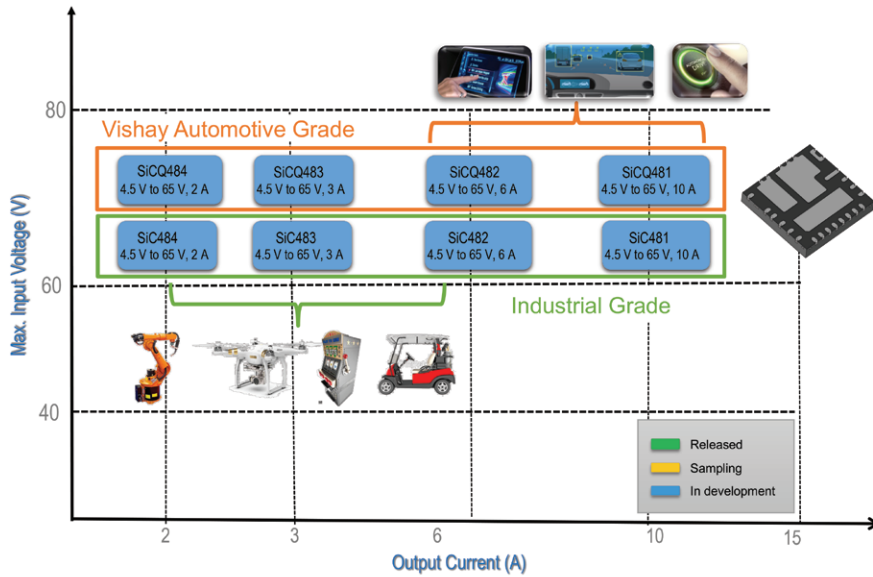 80
Vishay Automotive Grade
SiCQ484
4.5 V to 65 V, 2 A
SiCQ483
4.5 V to 65 V, 3 A
SiCQ482
4.5 V to 65 V, 6 A
SiCQ481
4.5 V to 65 V, 10 A
SiC484
4.5 V to 65 V, 2 A
SiC483
4.5 V to 65 V, 3 A
SiC482
4.5 V to 65 V, 6 A
SiC481
4.5 V to 65 V, 10 A
Max. Input Voltage (V)
60
Industrial Grade
40
Released
Sampling
In development
2
3
6
10
15
Output Current (A)